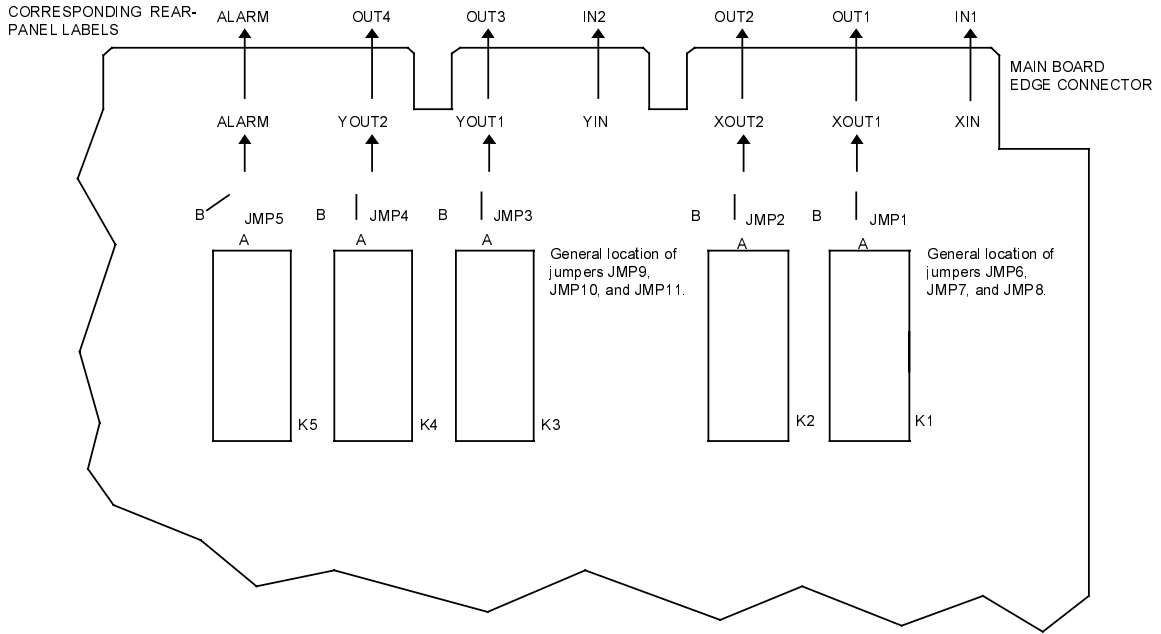 CORRESPONDING REAR-
PANEL LABELS
ALARM
OUT4
OUT3
IN2
OUT2
OUT1
IN1
MAIN BOARD
EDGE CONNECTOR
ALARM
YOUT2
YOUT1
YIN
XOUT2
XOUT1
XIN
B
JMP5
A
B
JMP4
A
B
JMP3
A
B
JMP2
A
B
JMP1
A
General location of
jumpers JMP9,
JMP10, and JMP11.
General location of
jumpers JMP6,
JMP7, and JMP8.
K5
K4
K3
K2
K1